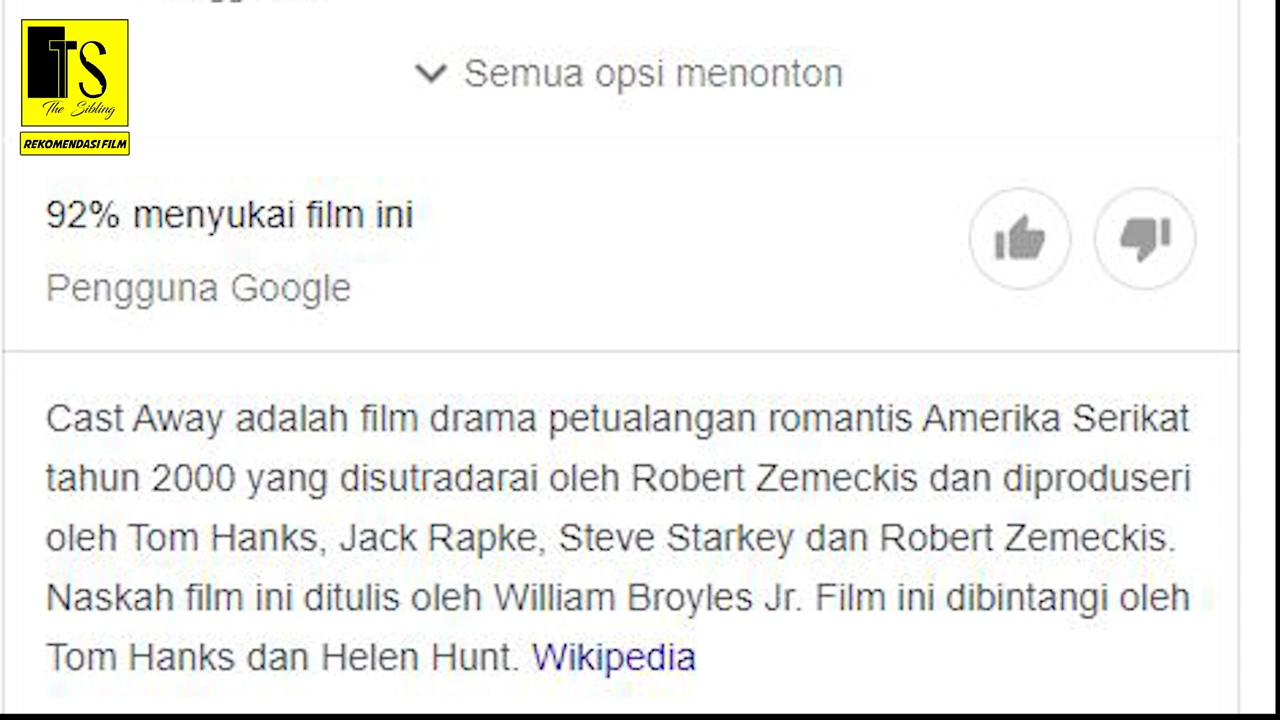 TS
The Sibling
REKOMENDASI FILM
Semua opsi menonton
92% menyukai film ini
Pengguna Google
Cast Away adalah film drama petualangan romantis Amerika Serikat
tahun 2000 yang disutradarai oleh Robert Zemeckis dan diproduseri
oleh Tom Hanks, Jack Rapke, Steve Starkey dan Robert Zemeckis.
Naskah film ini ditulis oleh William Broyles Jr. Film ini dibintangi oleh
Tom Hanks dan Helen Hunt. Wikipedia